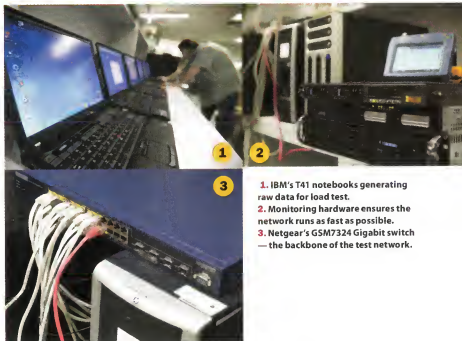 1
2
3
1. IBM's T41 notebooks generating
raw data for load test.
2. Monitoring hardware ensures the
network runs as fast as possible.
3. Netgear's GSM7324 Gigabit switch
— the backbone of the test network.